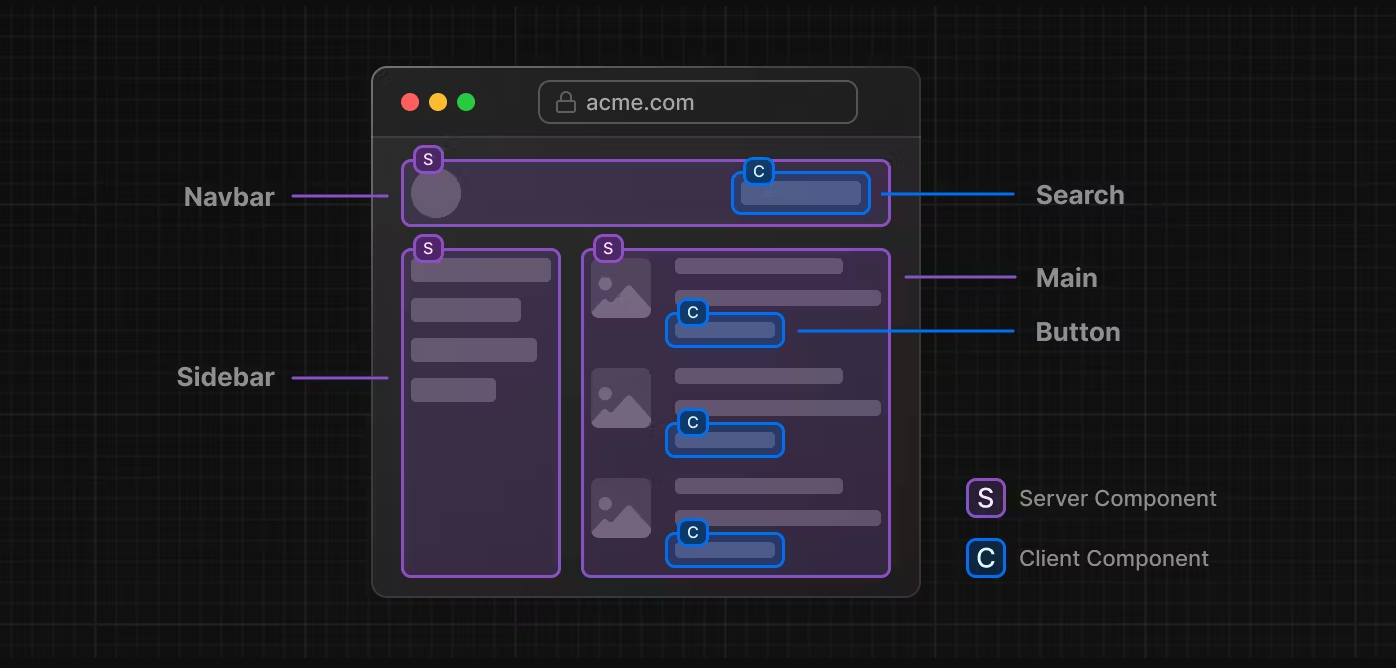 acme.com
S
C
Navbar
Search
S
S
Main
C
Button
Sidebar
C
S Server Component
C
C Client Component